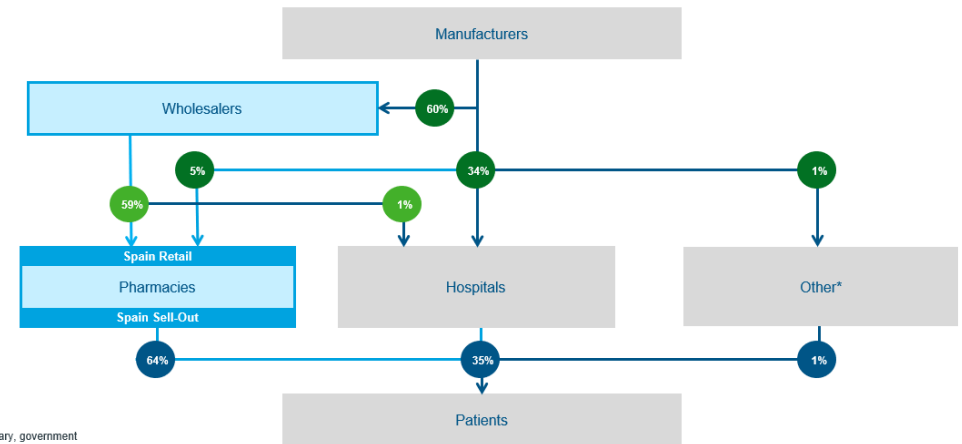 Manufacturers
Wholesalers
60%
5%
34%
1%
59%
1%
Spain Retail
Pharmacies
Spain Sell-Out
Hospitals
Other*
64%
35%
1%
Patients
government